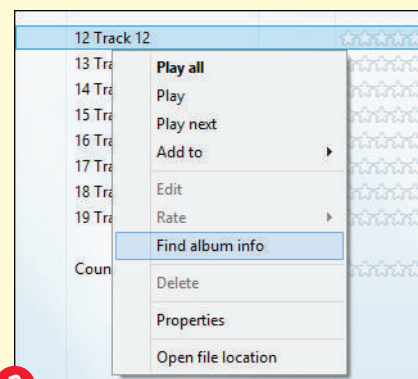 12 Track 12
13 Tra
14 Tra
15 Tra
16 Tra
17 Tra
18 Tra
19 Tra
Coun
Play all
Play
Play next
Add to
Edit
Rate
Find album info
Delete
Properties
Open file location